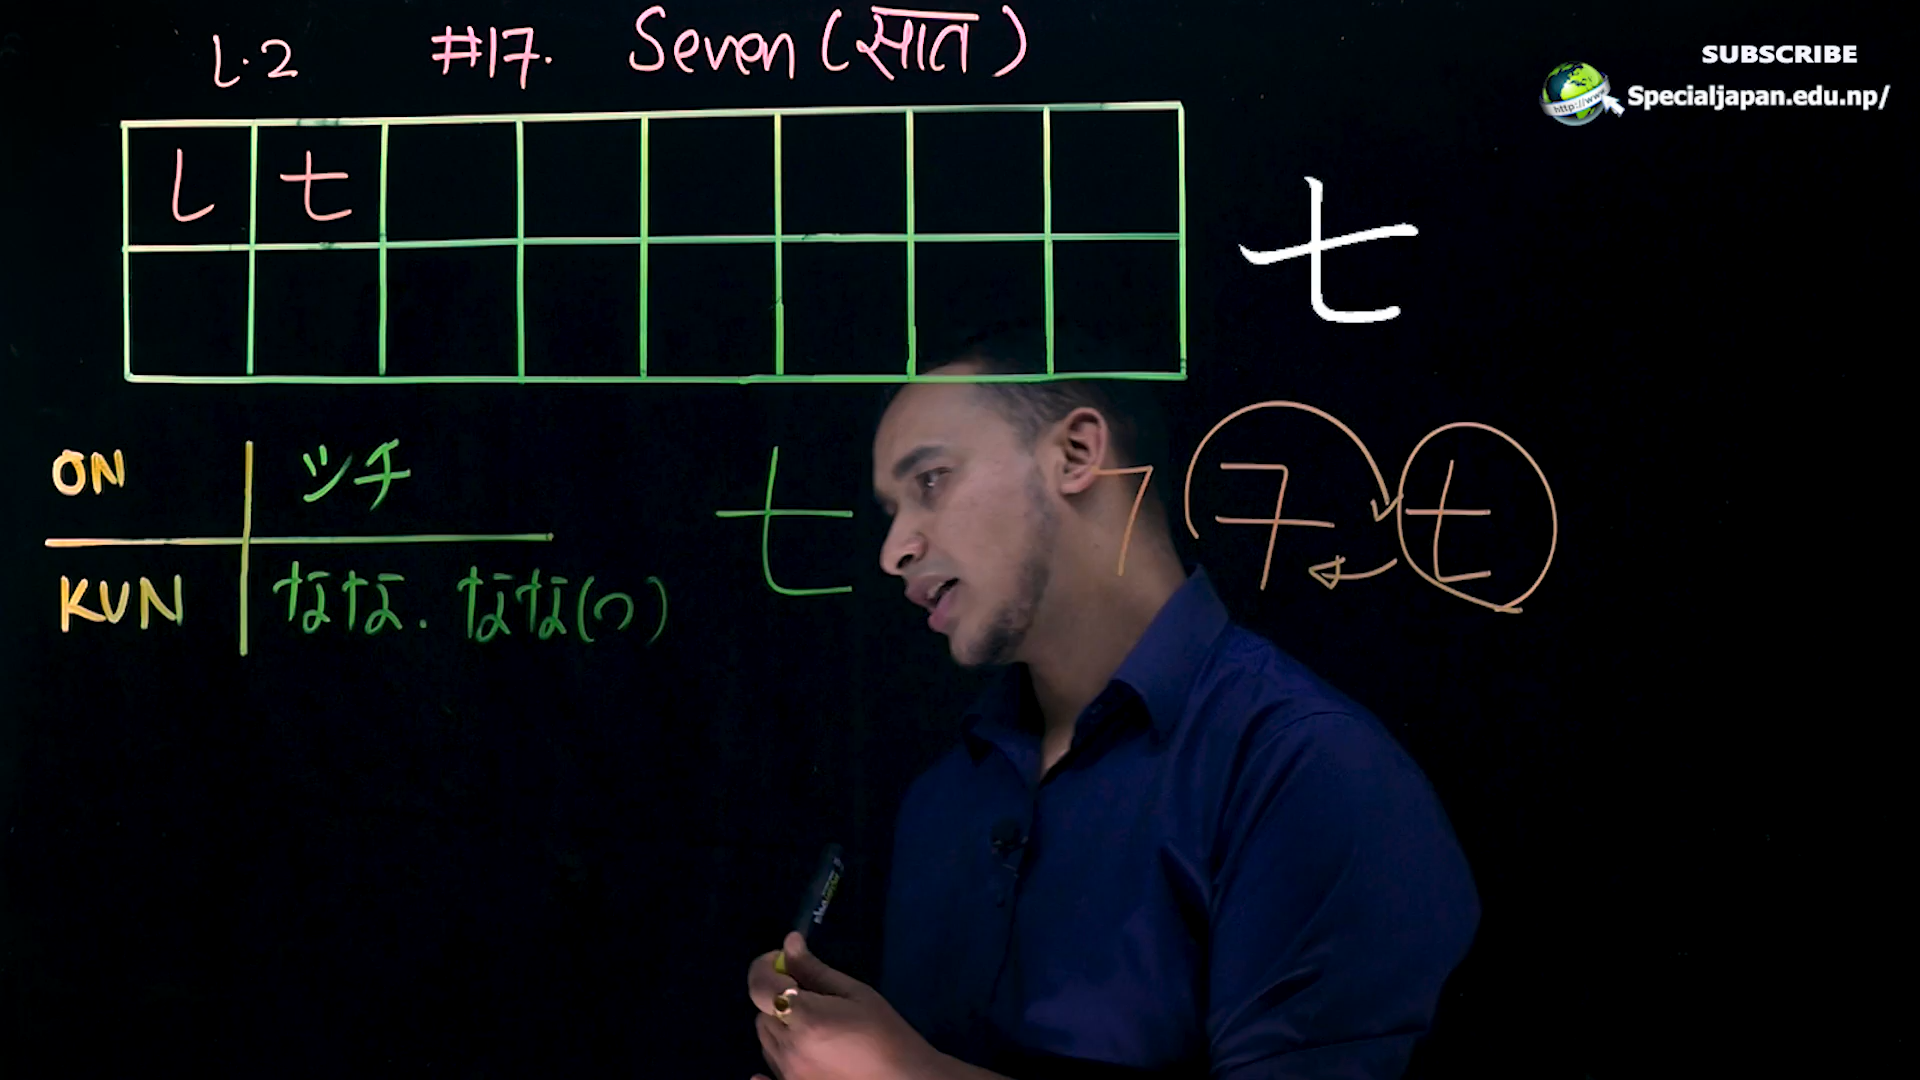 L.2 #17. Seven (सात)
SUBSCRIBE
http://www
Specialjapan.edu.np/
L 七
七
ON ツチ
KUN なな. なな(つ)
七 7 7 七